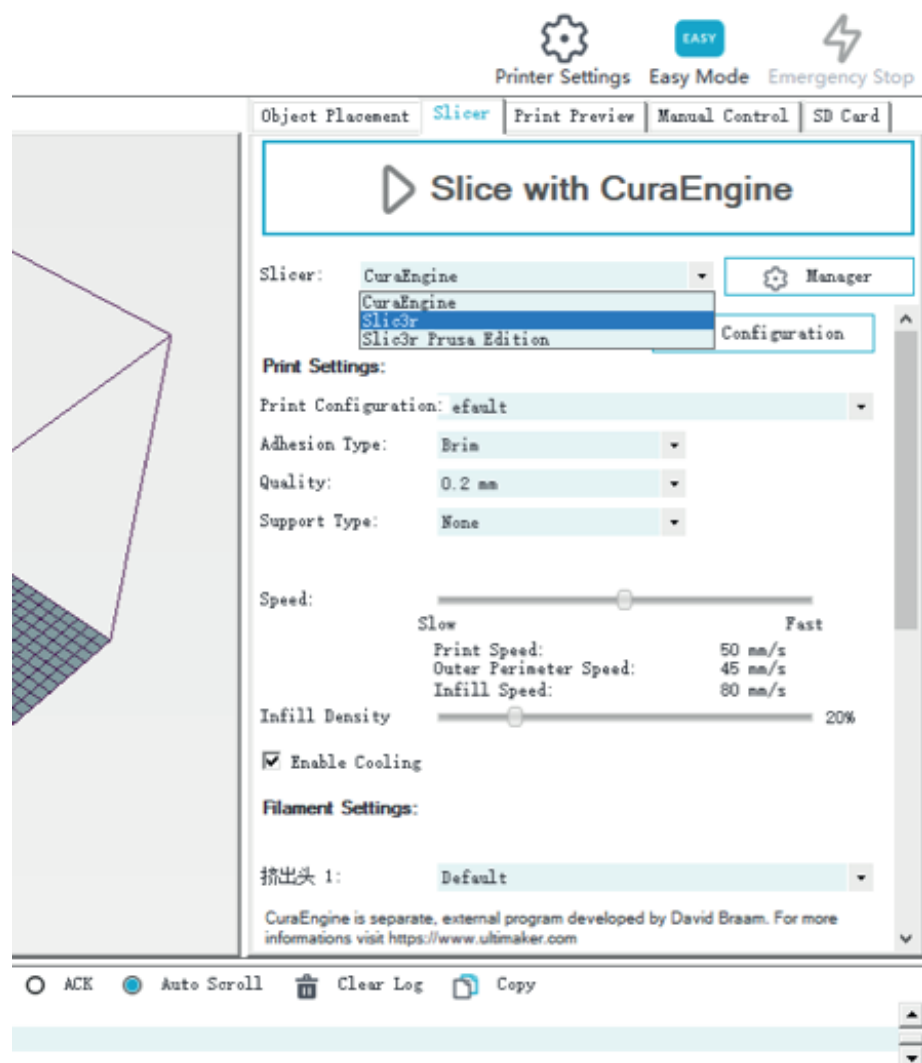 EASY
Printer Settings Easy Mode Emergency Stop
Object Placement Slicer Print Preview Manual Control SD Card
Slice with CuraEngine
Slicer: CuraEngine Manager
CuraEngine
Slic3r
Slic3r Prusa Edition
Configuration
Print Settings:
Print Configuration: efault
Adhesion Type: Brim
Quality: 0.2 mm
Support Type: None
Speed:
Slow Fast
Print Speed: 50 mm/s
Outer Perimeter Speed: 45 mm/s
Infill Speed: 80 mm/s
Infill Density 20%
Enable Cooling
Filament Settings:
挤出头 1: Default
CuraEngine is separate, external program developed by David Braam. For more
informations visit https://www.ultimaker.com
ACK Auto Scroll Clear Log Copy